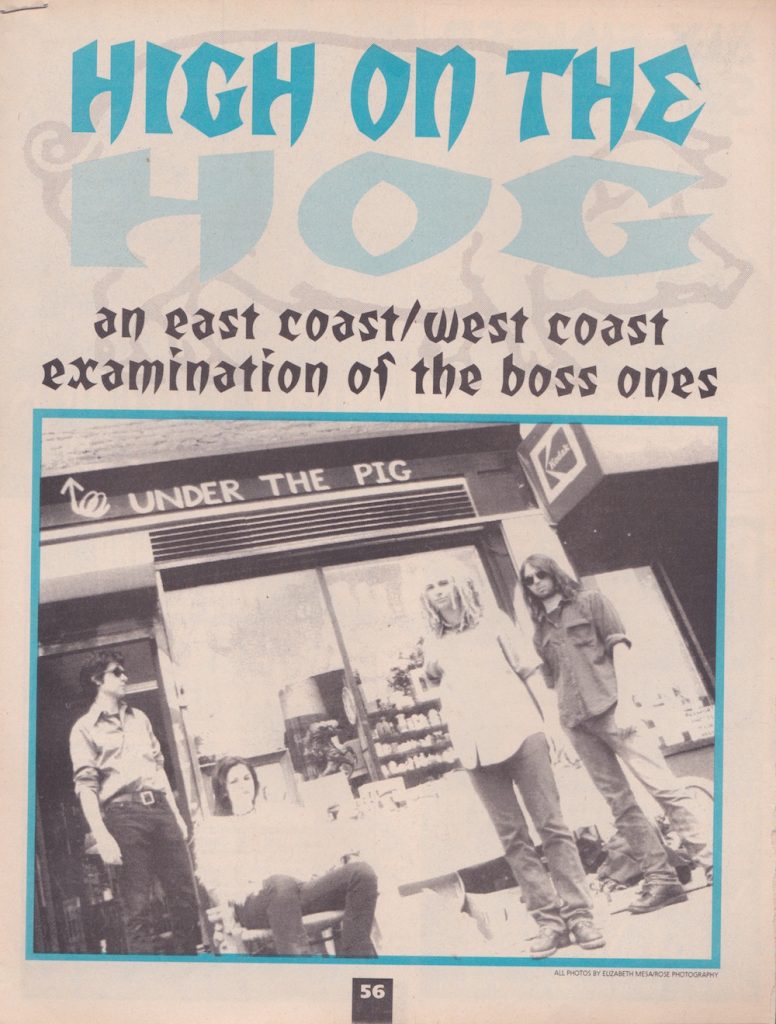 HIGH ON THE
HOG
an east coast/west coast
examination of the boss ones
UNDER THE PIG
Kodak
ALL PHOTOS BY ELIZABETH MESA/ROSE PHOTOGRAPHY
56